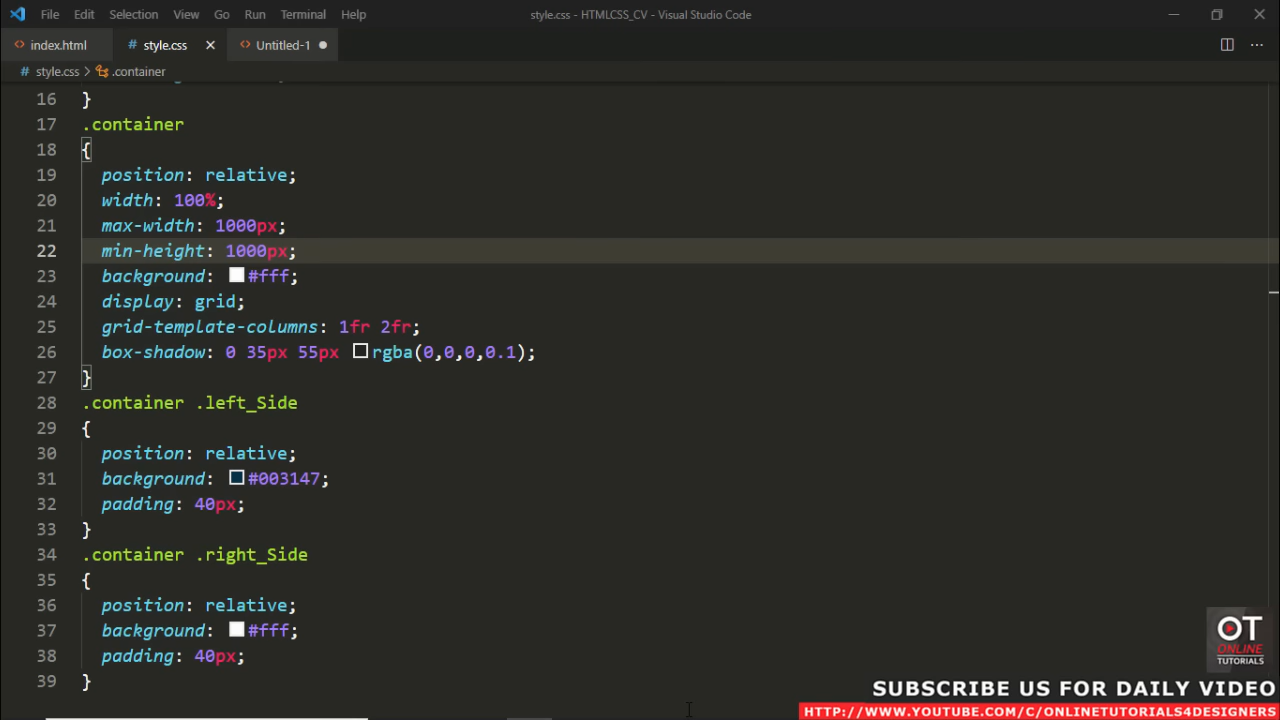 File Edit Selection View Go Run Terminal Help style.css - HTMLCSS_CV - Visual Studio Code
index.html # style.css Untitled-1
# style.css > .container
16 }
17 .container
18 {
19 position: relative;
20 width: 100%;
21 max-width: 1000px;
22 min-height: 1000px;
23 background: #fff;
24 display: grid;
25 grid-template-columns: 1fr 2fr;
26 box-shadow: 0 35px 55px rgba(0,0,0,0.1);
27 }
28 .container .left_Side
29 {
30 position: relative;
31 background: #003147;
32 padding: 40px;
33 }
34 .container .right_Side
35 {
36 position: relative;
37 background: #fff;
38 padding: 40px;
39 }
OT
ONLINE
TUTORIALS
SUBSCRIBE US FOR DAILY VIDEO
HTTP://WWW.YOUTUBE.COM/C/ONLINETUTORIALS4DESIGNERS